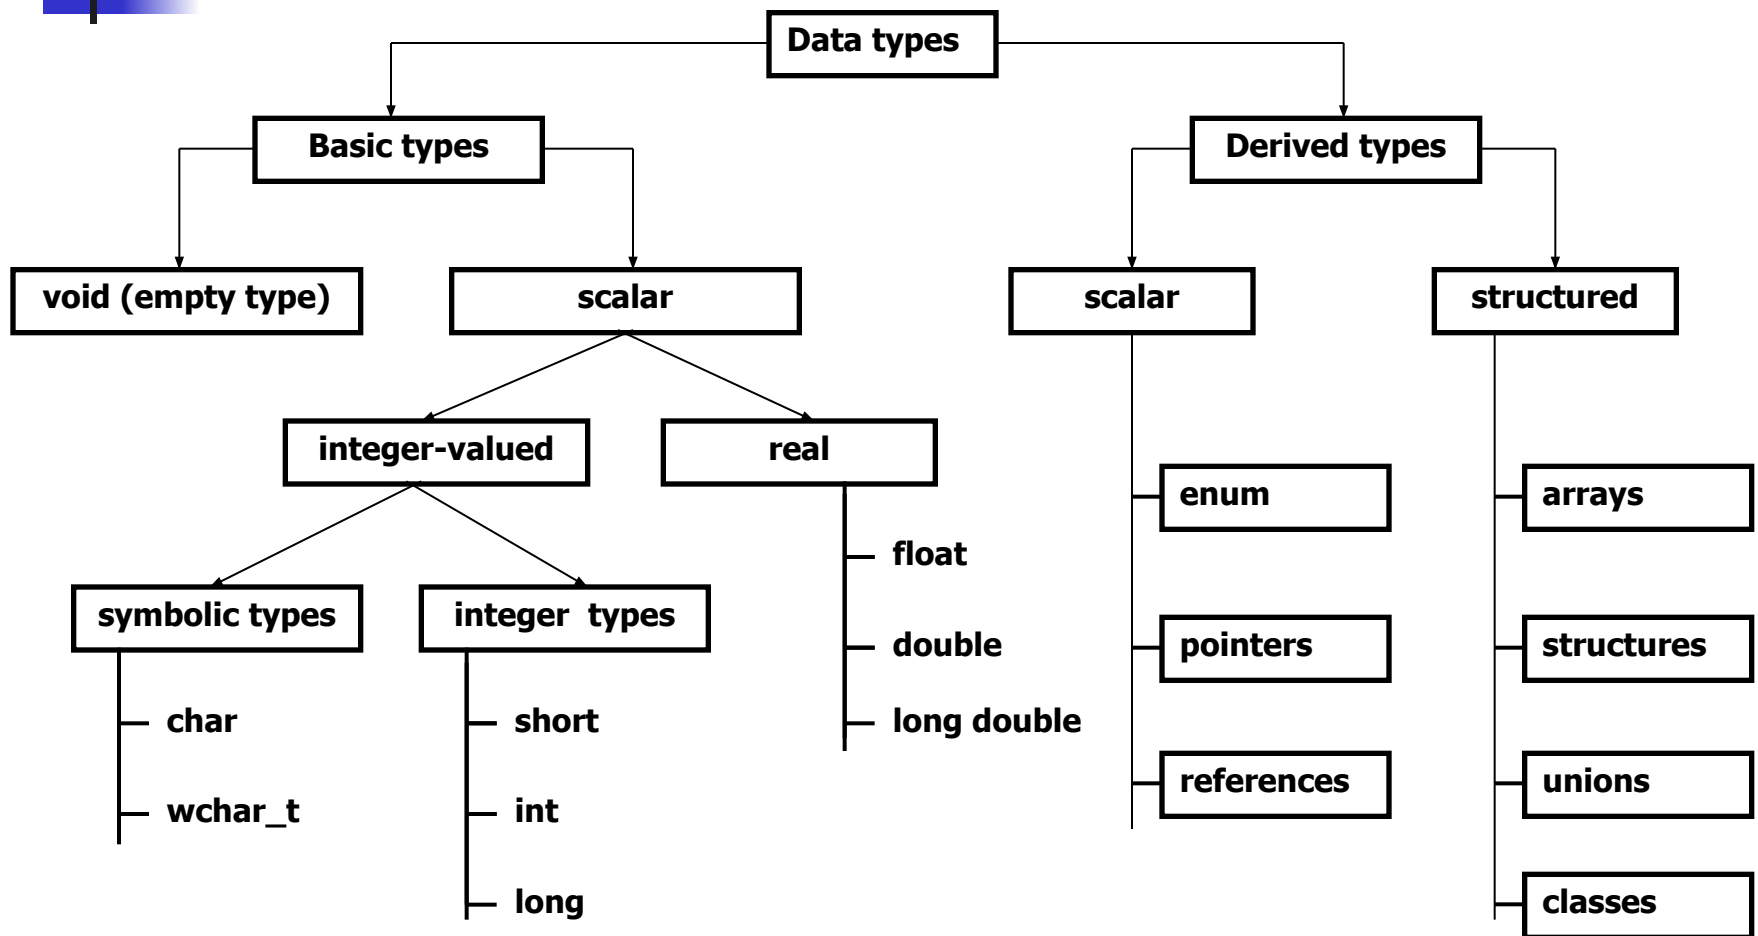 Data types
Basic types
Derived types
void (empty type)
scalar
scalar
structured
integer-valued
real
enum
arrays
float
symbolic types
integer  types
double
pointers
structures
char
short
long double
references
unions
wchar_t
int
long
classes